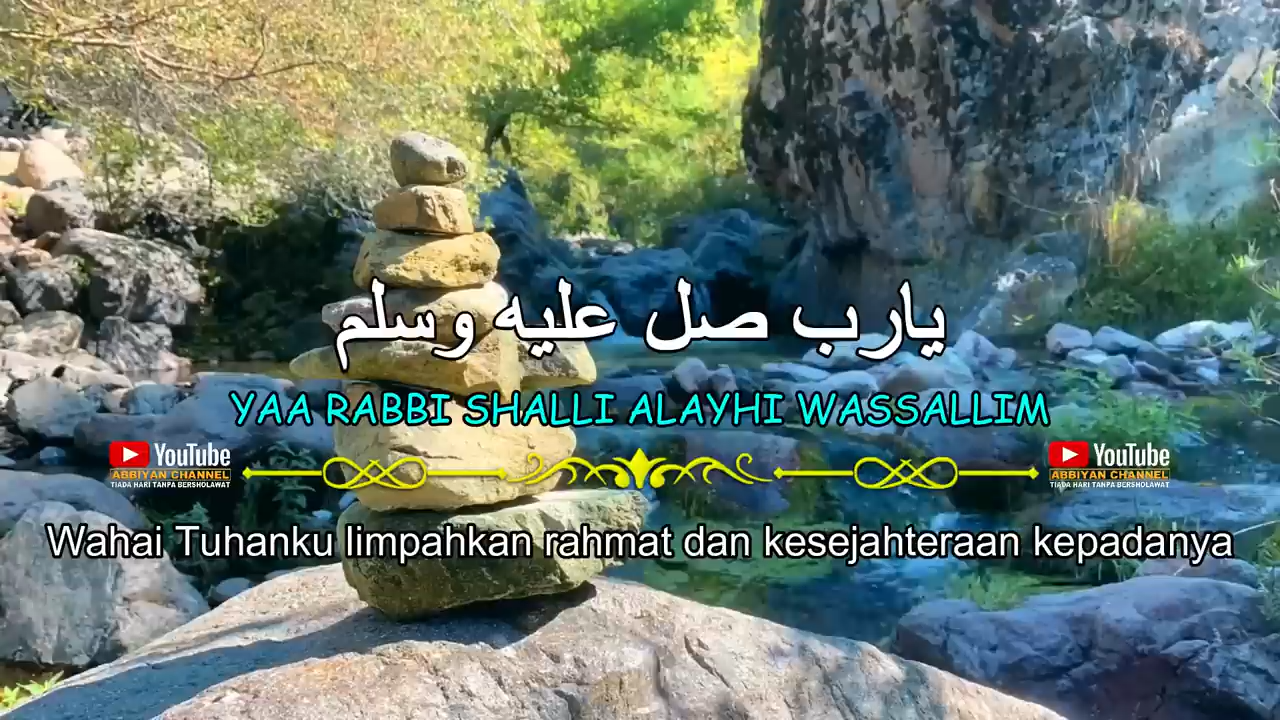 يارب صل عليه وسلم
YAA RABBI SHALLI ALAYHI WASSALLIM
YouTube
ABBIYAN CHANNEL
TIADA HARI TANPA BERSHOLAWAT
YouTube
ABBIYAN CHANNEL
TIADA HARI TANPA BERSHOLAWAT
Wahai Tuhanku limpahkan rahmat dan kesejahteraan kepadanya